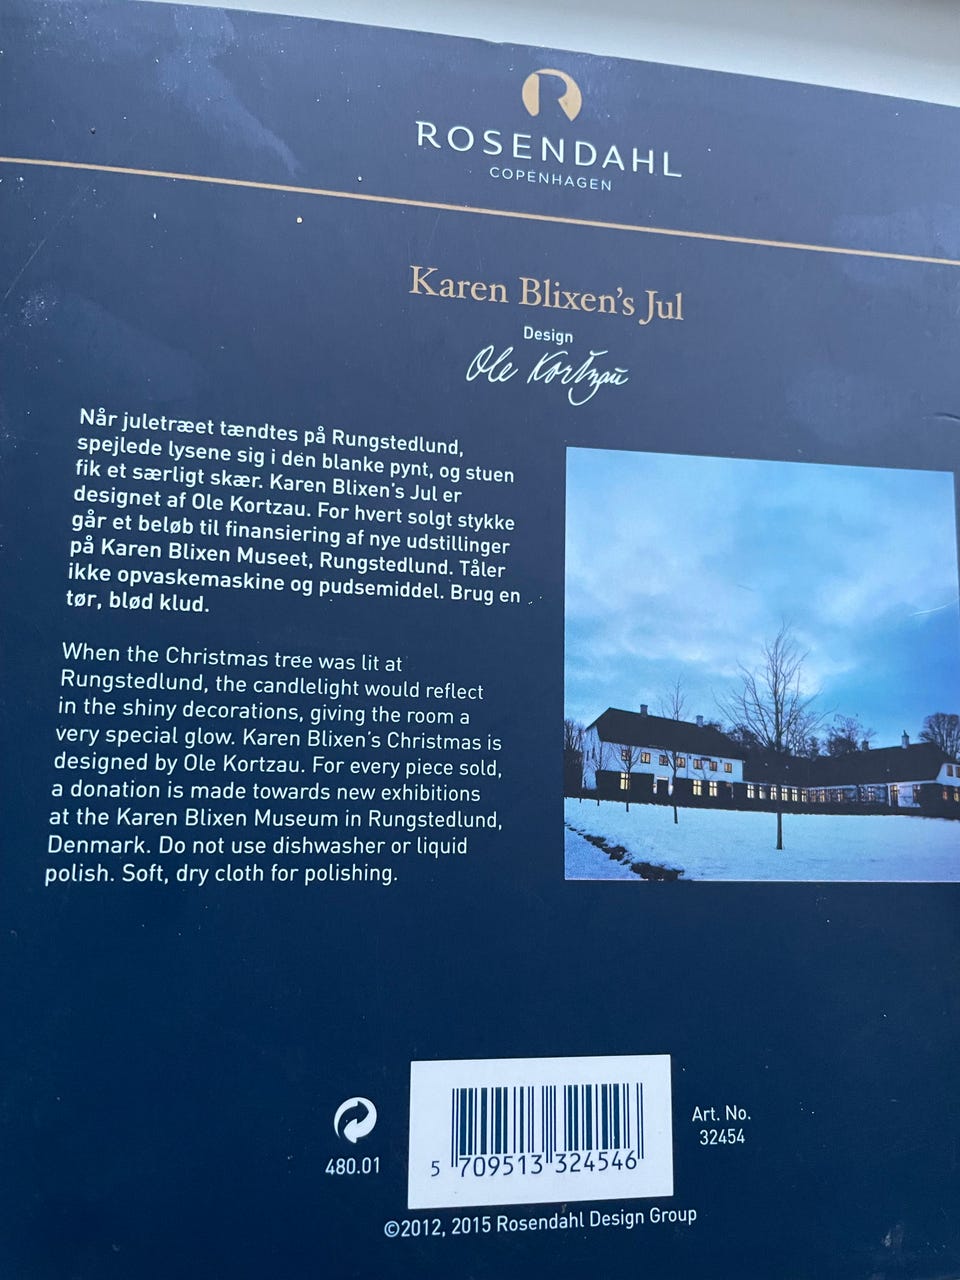 ROSENDAHL
COPENHAGEN
Karen Blixen's Jul
Design
Ole Kortzau
Når juletræet tændtes på Rungstedlund,
spejlede lysene sig i den blanke pynt, og stuen
fik et særligt skær. Karen Blixen's Jul er
designet af Ole Kortzau. For hvert solgt stykke
går et beløb til finansiering af nye udstillinger
på Karen Blixen Museet, Rungstedlund. Tåler
ikke opvaskemaskine og pudsemiddel. Brug en
tør, blød klud.
When the Christmas tree was lit at
Rungstedlund, the candlelight would reflect
in the shiny decorations, giving the room a
very special glow. Karen Blixen's Christmas is
designed by Ole Kortzau. For every piece sold,
a donation is made towards new exhibitions
at the Karen Blixen Museum in Rungstedlund,
Denmark. Do not use dishwasher or liquid
polish. Soft, dry cloth for polishing.
480.01
5 709513 324546
Art. No.
32454
©2012, 2015 Rosendahl Design Group